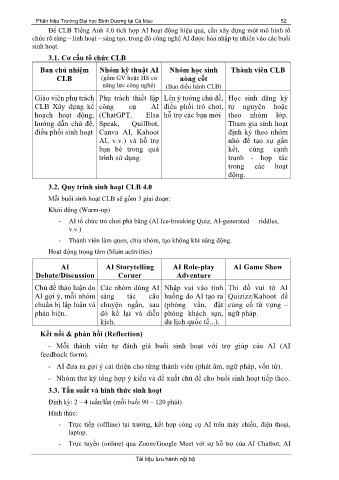 Phân hiệu Trường Đại học Bình Dương tại Cà Mau 52
Để CLB Tiếng Anh 4.0 tích hợp AI hoạt động hiệu quả, cần xây dựng một mô hình tổ
chức rõ ràng – linh hoạt – sáng tạo, trong đó công nghệ AI được hòa nhập tự nhiên vào các buổi
sinh hoạt.
3.1. Cơ cấu tổ chức CLB
Ban chủ nhiệm
CLB
Nhóm kỹ thuật AI
(gồm GV hoặc HS có
năng lực công nghệ)
Nhóm học sinh
nòng cốt
(Ban điều hành CLB)
Thành viên CLB
Giáo viên phụ trách
CLB Xây dựng kế
hoạch hoạt động,
hướng dẫn chủ đề,
điều phối sinh hoạt
Phụ trách thiết lập
công cụ AI
(ChatGPT, Elsa
Speak, Quillbot,
Canva AI, Kahoot
AI, v.v.) và hỗ trợ
bạn bè trong quá
trình sử dụng.
Lên ý tưởng chủ đề,
điều phối trò chơi,
hỗ trợ các bạn mới
Học sinh đăng ký
tự nguyện hoặc
theo nhóm lớp.
Tham gia sinh hoạt
định kỳ theo nhóm
nhỏ để tạo sự gắn
kết, cùng cạnh
tranh - hợp tác
trong các hoạt
động.
3.2. Quy trình sinh hoạt CLB 4.0
Mỗi buổi sinh hoạt CLB sẽ gồm 3 giai đoạn:
Khởi động (Warm-up)
- AI tổ chức trò chơi phá băng (AI Ice-breaking Quiz, AI-generated riddles,
v.v.)
- Thành viên làm quen, chia nhóm, tạo không khí năng động.
Hoạt động trọng tâm (Main activities)
AI
Debate/Discussion
AI Storytelling
Corner
AI Role-play
Adventure
AI Game Show
Chủ đề thảo luận do
AI gợi ý, mỗi nhóm
chuẩn bị lập luận và
phản biện.
Các nhóm dùng AI
sáng tác câu
chuyện ngắn, sau
đó kể lại và diễn
kịch.
Nhập vai vào tình
huống do AI tạo ra
(phỏng vấn, đặt
phòng khách sạn,
du lịch quốc tế...).
Thi đố vui từ AI
Quizizz/Kahoot để
củng cố từ vựng –
ngữ pháp.
Kết nối & phản hồi (Reflection)
- Mỗi thành viên tự đánh giá buổi sinh hoạt với trợ giúp của AI (AI
feedback form).
- AI đưa ra gợi ý cải thiện cho từng thành viên (phát âm, ngữ pháp, vốn từ).
- Nhóm thư ký tổng hợp ý kiến và đề xuất chủ đề cho buổi sinh hoạt tiếp theo.
3.3. Tần suất và hình thức sinh hoạt
Định kỳ: 2 – 4 tuần/lần (mỗi buổi 90 – 120 phút).
Hình thức:
- Trực tiếp (offline) tại trường, kết hợp công cụ AI trên máy chiếu, điện thoại,
laptop.
- Trực tuyến (online) qua Zoom/Google Meet với sự hỗ trợ của AI Chatbot, AI
Tài liệu lưu hành nội bộ